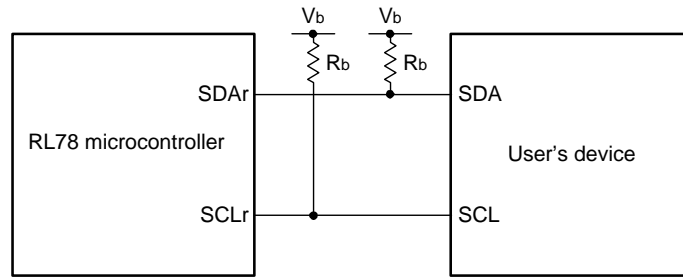 Vb Vb
Rb Rb
SDAr SDA
RL78 microcontroller User's device
SCLr SCL